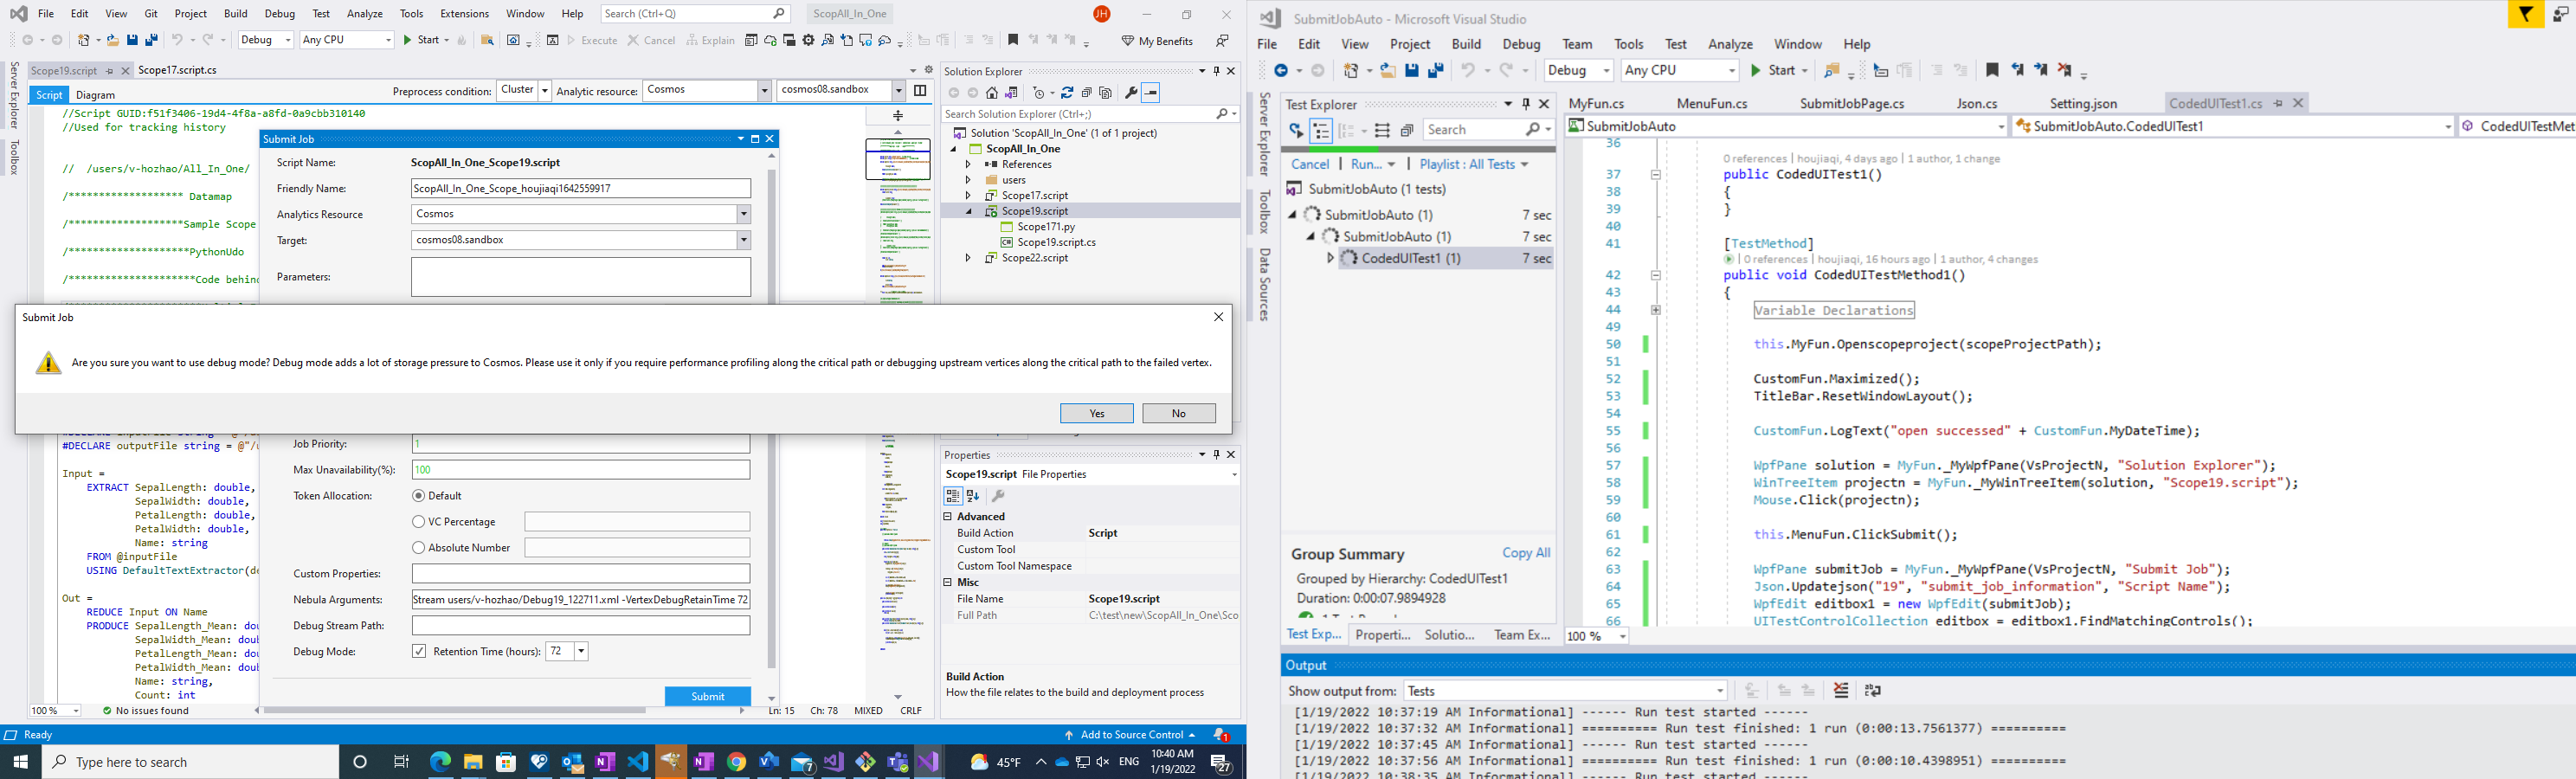 File Edit View Git Project Build Debug Test Analyze Tools Extensions Window Help Search (Ctrl+Q) ScopAll_In_One JH
Debug Any CPU Start Execute Cancel Explain My Benefits
Server Explorer
Toolbox
Scope19.script Scope17.script.cs
Script Diagram Preprocess condition: Cluster Analytic resource: Cosmos cosmos08.sandbox
//Script GUID:f51f3406-19d4-4f8a-a8fd-0a9cbb310140
//Used for tracking history
// /users/v-hozhao/All_In_One/
/******************* Datamap
/*******************Sample Scope
/********************PythonUdo
/*********************Code behind
Submit Job
Script Name: ScopAll_In_One_Scope19.script
Friendly Name: ScopAll_In_One_Scope_houjiaqi1642559917
Analytics Resource Cosmos
Target: cosmos08.sandbox
Parameters:
Submit Job
Are you sure you want to use debug mode? Debug mode adds a lot of storage pressure to Cosmos. Please use it only if you require performance profiling along the critical path or debugging upstream vertices along the critical path to the failed vertex.
Yes No
#DECLARE outputFile string = @"/u
Input =
EXTRACT SepalLength: double,
SepalWidth: double,
PetalLength: double,
PetalWidth: double,
Name: string
FROM @inputFile
USING DefaultTextExtractor(de
Out =
REDUCE Input ON Name
PRODUCE SepalLength_Mean: dou
SepalWidth_Mean: doub
PetalLength_Mean: dou
PetalWidth_Mean: doub
Name: string,
Count: int
Job Priority: 1
Max Unavailability(%): 100
Token Allocation: Default
VC Percentage
Absolute Number
Custom Properties:
Nebula Arguments: Stream users/v-hozhao/Debug19_122711.xml -VertexDebugRetainTime 72
Debug Stream Path:
Debug Mode: Retention Time (hours): 72
Submit
100 % No issues found Ln: 15 Ch: 78 MIXED CRLF
Solution Explorer
Search Solution Explorer (Ctrl+;)
Solution 'ScopAll_In_One' (1 of 1 project)
ScopAll_In_One
References
users
Scope17.script
Scope19.script
Scope171.py
Scope19.script.cs
Scope22.script
Properties
Scope19.script File Properties
Advanced
Build Action Script
Custom Tool
Custom Tool Namespace
Misc
File Name Scope19.script
Full Path C:\test\new\ScopAll_In_One\Sco
Build Action
How the file relates to the build and deployment process
Ready Add to Source Control 1
Type here to search 7 45°F ENG 10:40 AM
1/19/2022 27
SubmitJobAuto - Microsoft Visual Studio
File Edit View Project Build Debug Team Tools Test Analyze Window Help
Debug Any CPU Start
Server Explorer
Toolbox
Data Sources
Test Explorer
Search
Cancel | Run... | Playlist : All Tests
SubmitJobAuto (1 tests)
SubmitJobAuto (1) 7 sec
SubmitJobAuto (1) 7 sec
CodedUITest1 (1) 7 sec
Group Summary Copy All
Grouped by Hierarchy: CodedUITest1
Duration: 0:00:07.9894928
Test Exp... Properti... Solutio... Team Ex...
MyFun.cs MenuFun.cs SubmitJobPage.cs Json.cs Setting.json CodedUITest1.cs
SubmitJobAuto SubmitJobAuto.CodedUITest1 CodedUITestMet
36
0 references | houjiaqi, 4 days ago | 1 author, 1 change
37 public CodedUITest1()
38 {
39 }
40
41 [TestMethod]
| 0 references | houjiaqi, 16 hours ago | 1 author, 4 changes
42 public void CodedUITestMethod1()
43 {
44 Variable Declarations
49
50 this.MyFun.Openscopeproject(scopeProjectPath);
51
52 CustomFun.Maximized();
53 TitleBar.ResetWindowLayout();
54
55 CustomFun.LogText("open successed" + CustomFun.MyDateTime);
56
57 WpfPane solution = MyFun._MyWpfPane(VsProjectN, "Solution Explorer");
58 WinTreeItem projectn = MyFun._MyWinTreeItem(solution, "Scope19.script");
59 Mouse.Click(projectn);
60
61 this.MenuFun.ClickSubmit();
62
63 WpfPane submitJob = MyFun._MyWpfPane(VsProjectN, "Submit Job");
64 Json.Updatejson("19", "submit_job_information", "Script Name");
65 WpfEdit editbox1 = new WpfEdit(submitJob);
66 UITestControlCollection editbox = editbox1.FindMatchingControls();
100 %
Output
Show output from: Tests
[1/19/2022 10:37:19 AM Informational] ------ Run test started ------
[1/19/2022 10:37:32 AM Informational] ========== Run test finished: 1 run (0:00:13.7561377) ==========
[1/19/2022 10:37:45 AM Informational] ------ Run test started ------
[1/19/2022 10:37:56 AM Informational] ========== Run test finished: 1 run (0:00:10.4398951) ==========
[1/19/2022 10:38:35 AM Informational] ------ Run test started ------